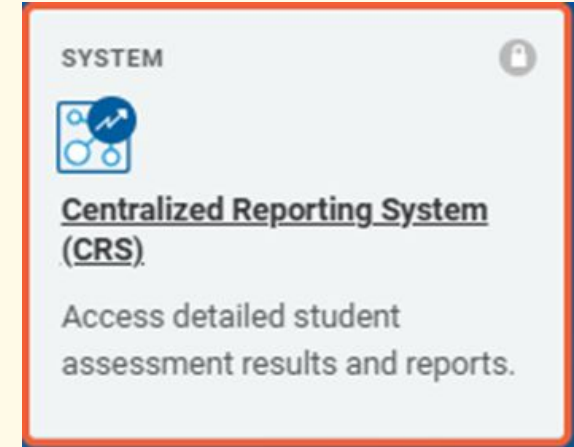 SYSTEM
Centralized Reporting System
(CRS)
Access detailed student
assessment results and reports.